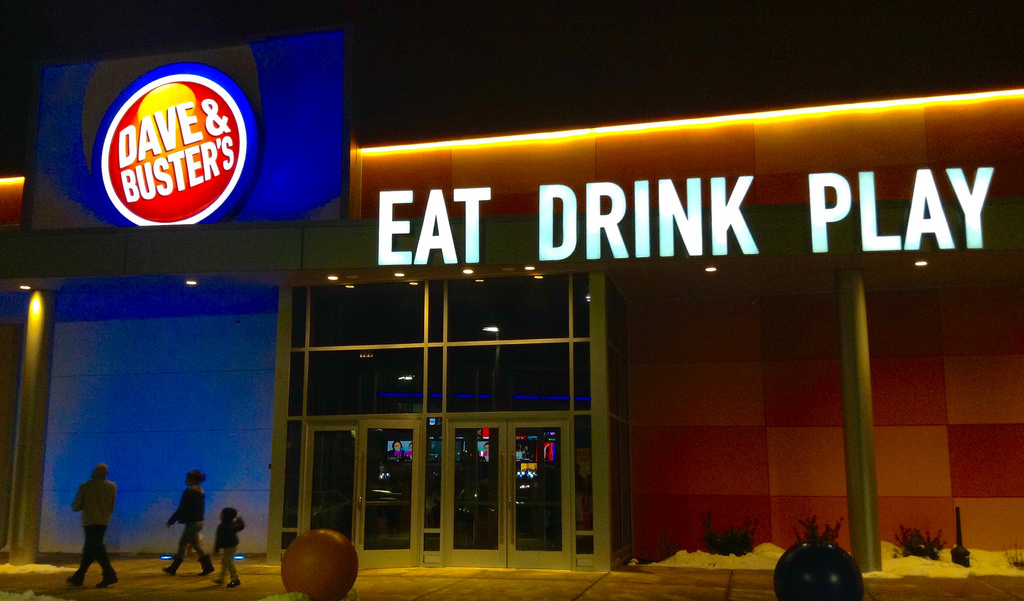 DAVE &
BUSTER'S
EAT DRINK PLAY